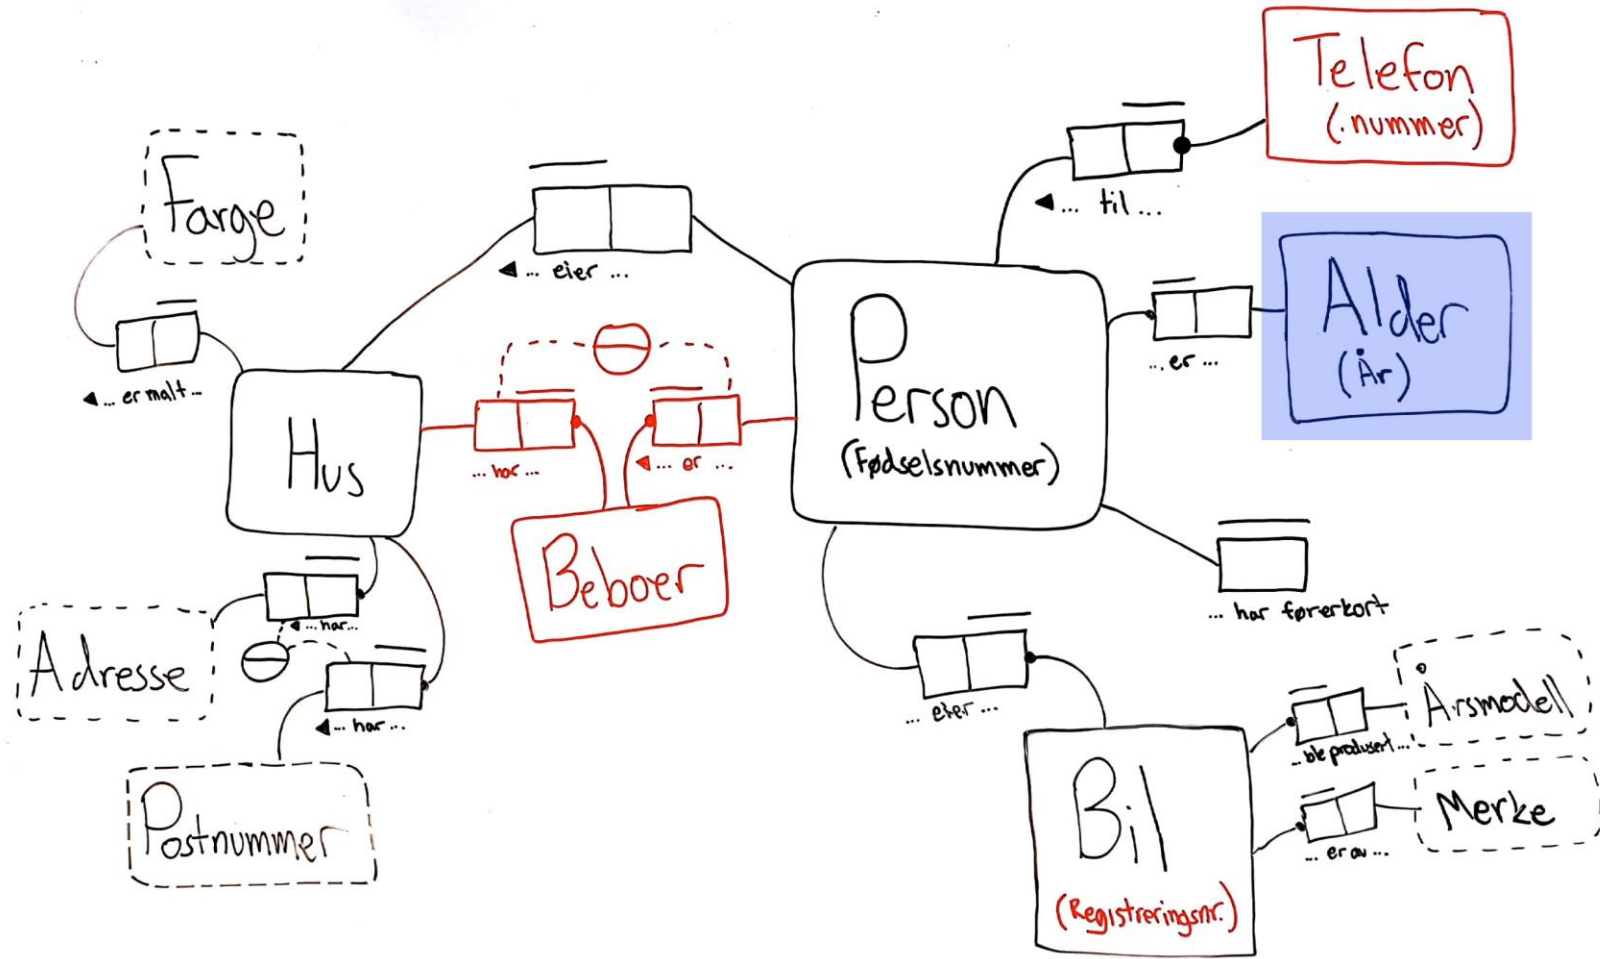 Telefon
(.nummer)
◄... til ...
Farge
◄... er malt ...
◄... eier ...
Alder
(År)
... er ...
Person
(Fødselsnummer)
Hus
... har ...
◄... er ...
Beboer
... har førerkort
Adresse
◄... har...
◄... har ...
Postnummer
... eier ...
Bil
(Registreringsnr.)
Årsmodell
... ble produsert ...
Merke
... er av ...